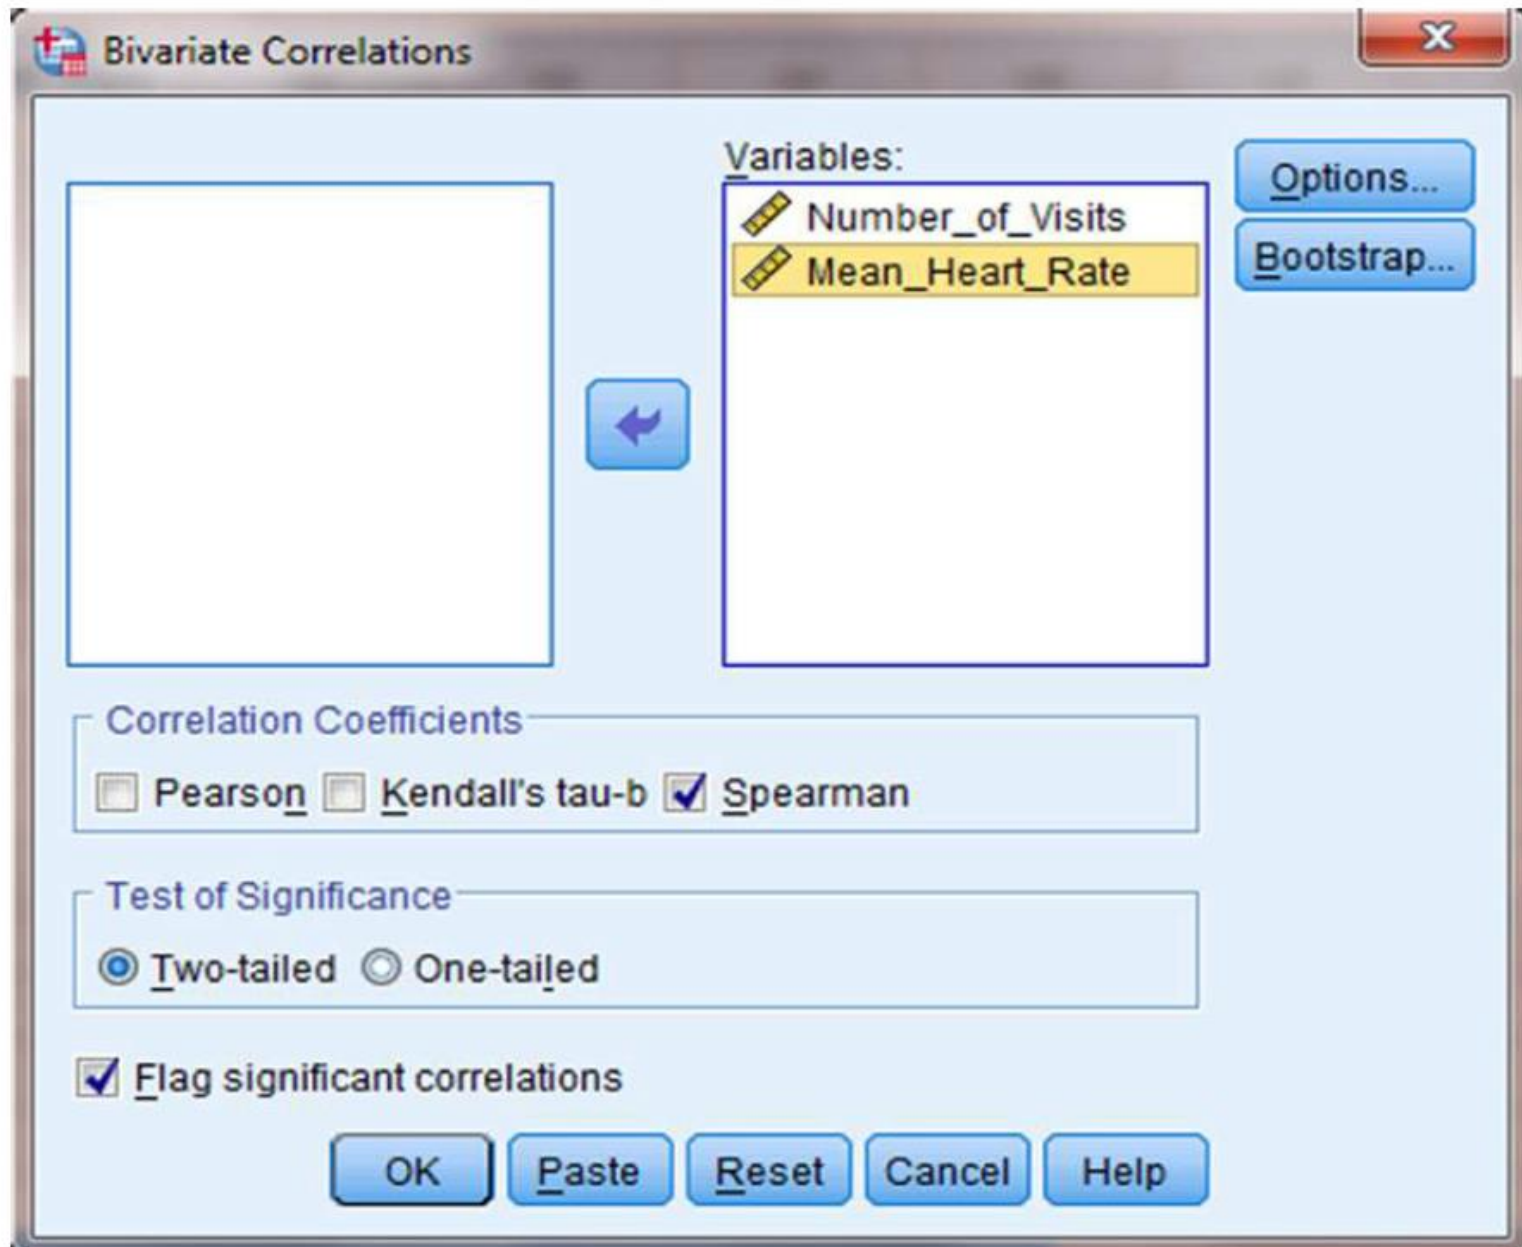 Bivariate Correlations
Variables:
Number_of_Visits
Mean_Heart_Rate
Options...
Bootstrap...
Correlation Coefficients
Pearson Kendall's tau-b Spearman
Test of Significance
Two-tailed One-tailed
Flag significant correlations
OK Paste Reset Cancel Help